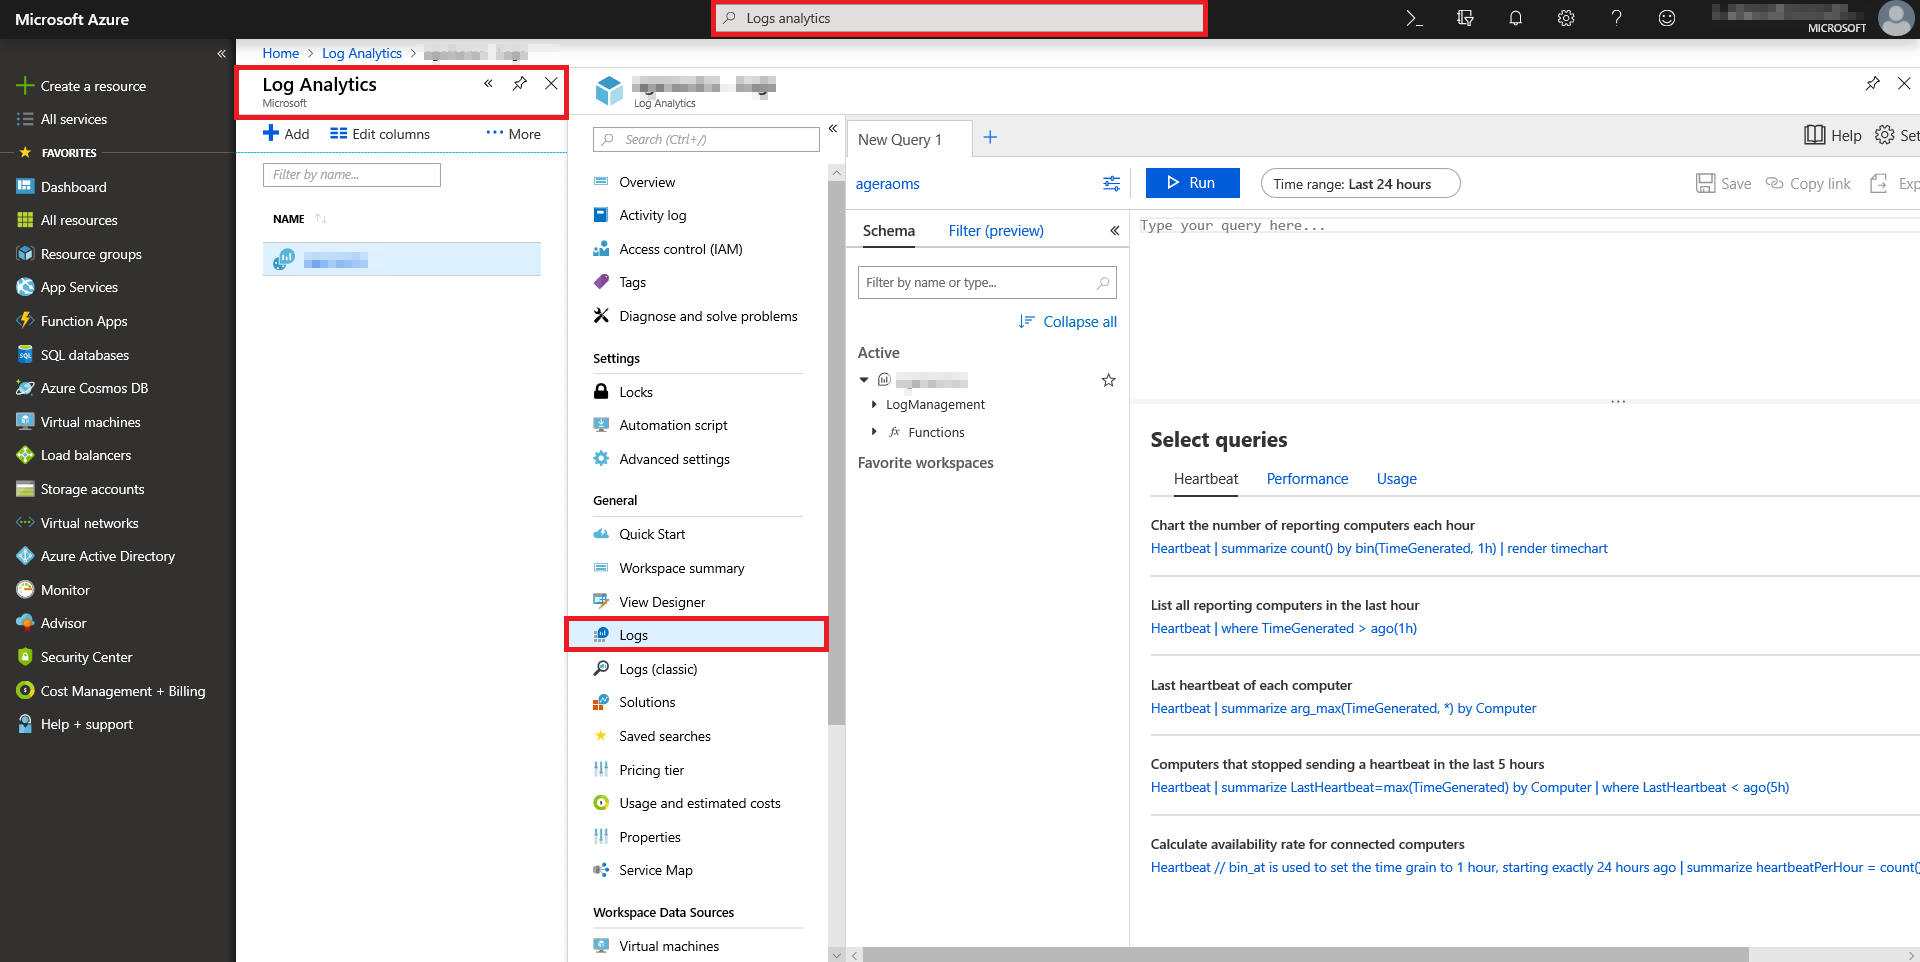 Microsoft Azure
Logs analytics
MICROSOFT
Home > Log Analytics >
Create a resource
All services
FAVORITES
Dashboard
All resources
Resource groups
App Services
Function Apps
SQL databases
Azure Cosmos DB
Virtual machines
Load balancers
Storage accounts
Virtual networks
Azure Active Directory
Monitor
Advisor
Security Center
Cost Management + Billing
Help + support
Log Analytics
Microsoft
Add
Edit columns
More
Filter by name...
NAME
Log Analytics
Search (Ctrl+/)
Overview
Activity log
Access control (IAM)
Tags
Diagnose and solve problems
Settings
Locks
Automation script
Advanced settings
General
Quick Start
Workspace summary
View Designer
Logs
Logs (classic)
Solutions
Saved searches
Pricing tier
Usage and estimated costs
Properties
Service Map
Workspace Data Sources
Virtual machines
New Query 1
Help
Set
ageraoms
Run
Time range: Last 24 hours
Save
Copy link
Exp
Schema
Filter (preview)
Filter by name or type...
Collapse all
Active
LogManagement
fx Functions
Favorite workspaces
Type your query here...
Select queries
Heartbeat
Performance
Usage
Chart the number of reporting computers each hour
Heartbeat | summarize count() by bin(TimeGenerated, 1h) | render timechart
List all reporting computers in the last hour
Heartbeat | where TimeGenerated > ago(1h)
Last heartbeat of each computer
Heartbeat | summarize arg_max(TimeGenerated, *) by Computer
Computers that stopped sending a heartbeat in the last 5 hours
Heartbeat | summarize LastHeartbeat=max(TimeGenerated) by Computer | where LastHeartbeat < ago(5h)
Calculate availability rate for connected computers
Heartbeat // bin_at is used to set the time grain to 1 hour, starting exactly 24 hours ago | summarize heartbeatPerHour = count()